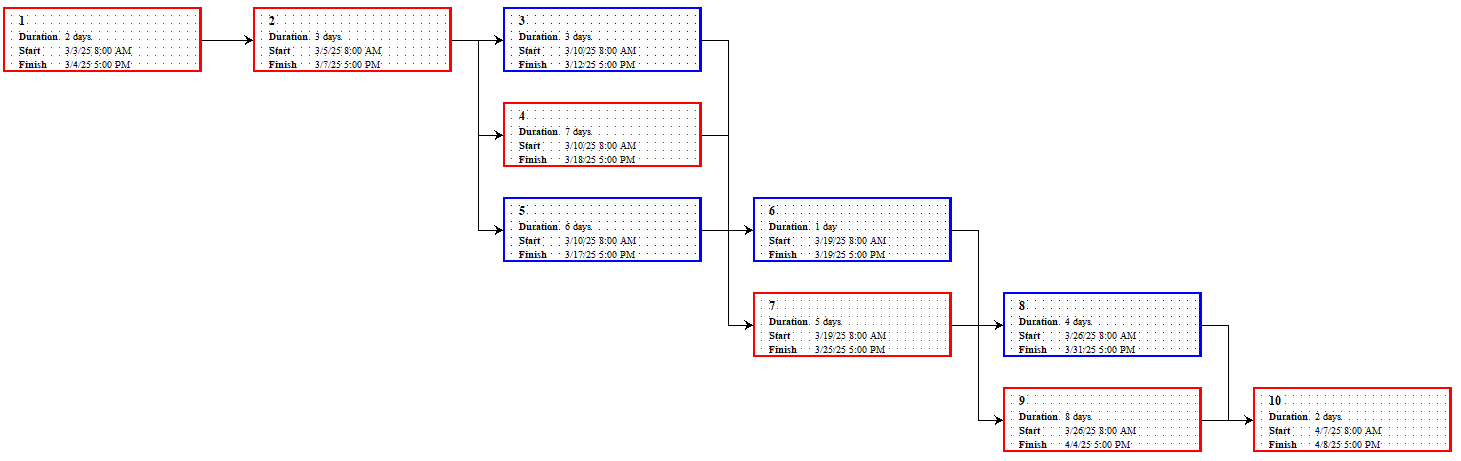 1
Duration 2 days
Start 3/3/25 8:00 AM
Finish 3/4/25 5:00 PM
2
Duration 3 days
Start 3/5/25 8:00 AM
Finish 3/7/25 5:00 PM
3
Duration 3 days
Start 3/10/25 8:00 AM
Finish 3/12/25 5:00 PM
4
Duration 7 days
Start 3/10/25 8:00 AM
Finish 3/18/25 5:00 PM
5
Duration 6 days
Start 3/10/25 8:00 AM
Finish 3/17/25 5:00 PM
6
Duration 1 day
Start 3/19/25 8:00 AM
Finish 3/19/25 5:00 PM
7
Duration 5 days
Start 3/19/25 8:00 AM
Finish 3/25/25 5:00 PM
8
Duration 4 days
Start 3/26/25 8:00 AM
Finish 3/31/25 5:00 PM
9
Duration 8 days
Start 3/26/25 8:00 AM
Finish 4/4/25 5:00 PM
10
Duration 2 days
Start 4/7/25 8:00 AM
Finish 4/8/25 5:00 PM